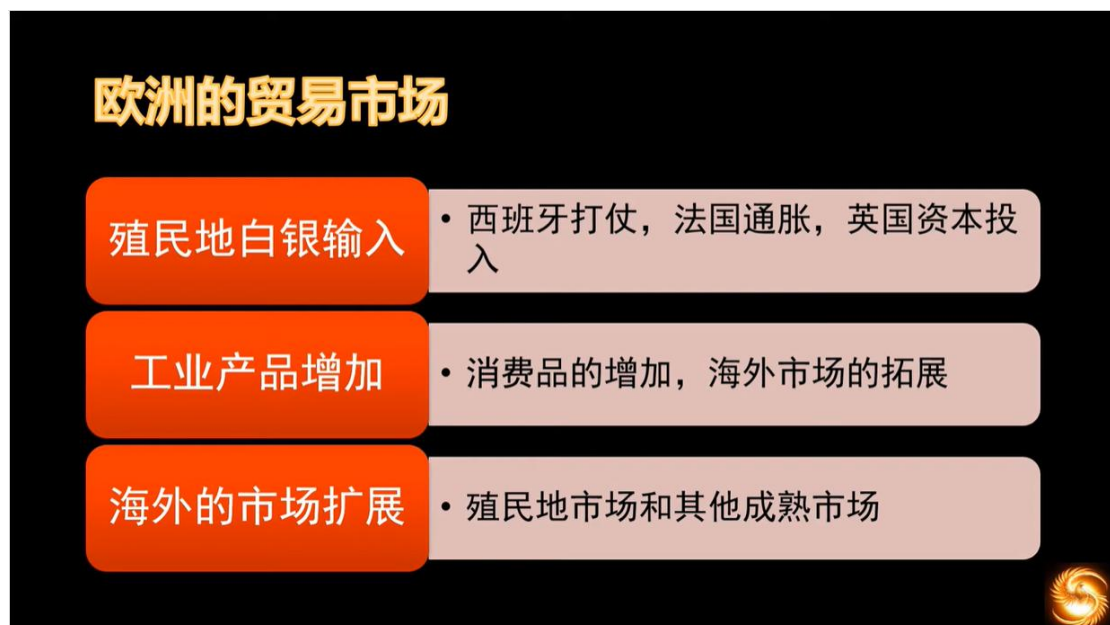 欧洲的贸易市场
殖民地白银输入
• 西班牙打仗，法国通胀，英国资本投
入
工业产品增加
• 消费品的增加，海外市场的拓展
海外的市场扩展
• 殖民地市场和其他成熟市场